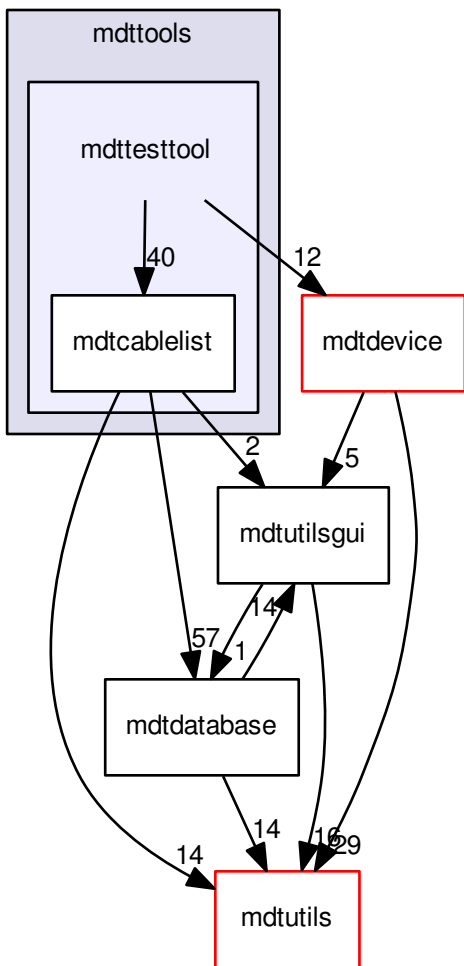 mdttools
mdttesttool
40
12
mdtcablelist
mdtdevice
2
5
mdtutilsgui
14
57
1
mdtdatabase
14
16
29
14
mdtutils